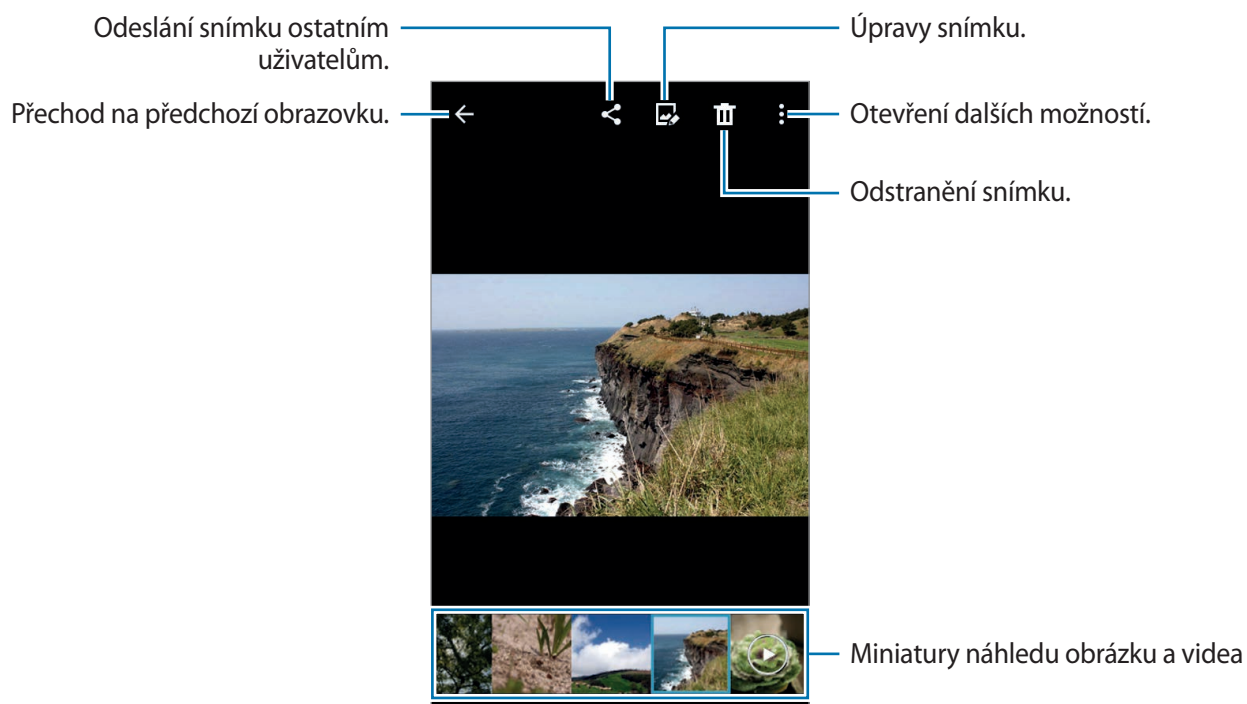 Odeslání snímku ostatním
uživatelům.
Úpravy snímku.
Přechod na předchozí obrazovku.
Otevření dalších možností.
Odstranění snímku.
Miniatury náhledu obrázku a videa